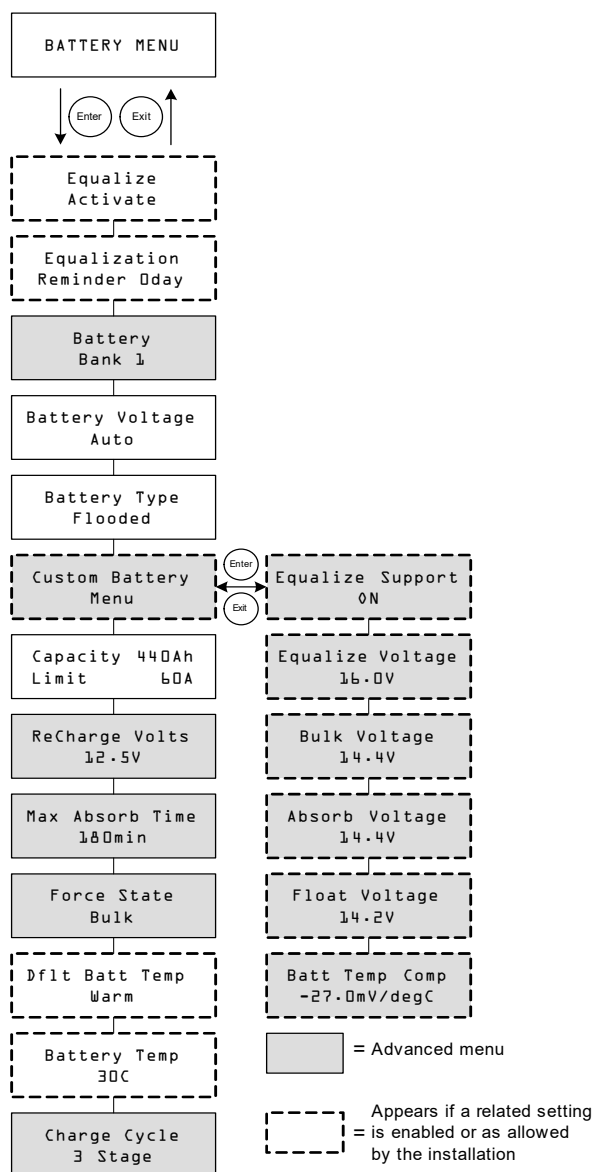 BATTERY MENU
Enter
Exit
Equalize
Activate
Equalization
Reminder 0day
Battery
Bank 1
Battery Voltage
Auto
Battery Type
Flooded
Custom Battery
Menu
Enter
Exit
Equalize Support
ON
Capacity 440Ah
Limit 60A
Equalize Voltage
16.0V
ReCharge Volts
12.5V
Bulk Voltage
14.4V
Max Absorb Time
180min
Absorb Voltage
14.4V
Force State
Bulk
Float Voltage
14.2V
Dflt Batt Temp
Warm
Batt Temp Comp
-27.0mV/degC
Battery Temp
30C
= Advanced menu
Charge Cycle
3 Stage
Appears if a related setting
= is enabled or as allowed
by the installation